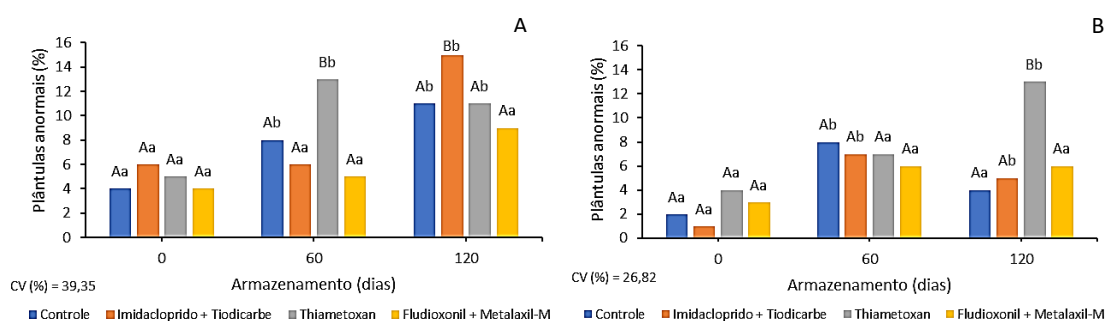 A
Plântulas anormais (%)
16
14
12
10
8
6
4
2
0
Aa Aa Aa Aa
Ab Aa Bb Aa
Ab Bb Ab Aa
0 60 120
CV (%) = 39,35
Armazenamento (dias)
Controle Imidacloprido + Tiodicarbe Thiametoxan Fludioxonil + Metalaxil-M
B
Plântulas anormais (%)
16
14
12
10
8
6
4
2
0
Aa Aa Aa Aa
Ab Ab Aa Aa
Aa Ab Bb Aa
0 60 120
CV (%) = 26,82
Armazenamento (dias)
Controle Imidacloprido + Tiodicarbe Thiametoxan Fludioxonil + Metalaxil-M